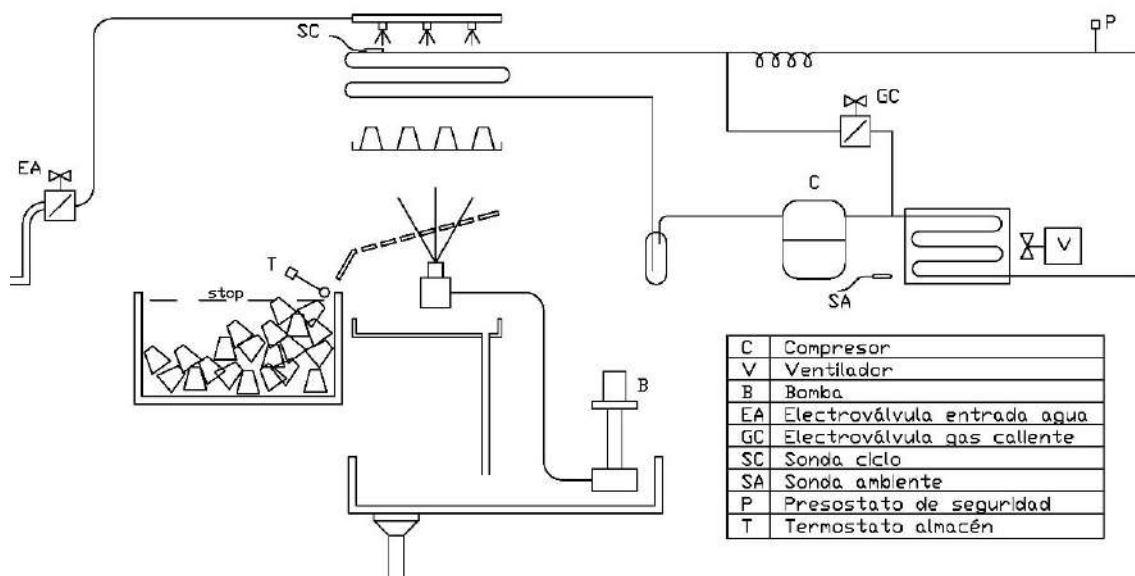 SC
P
GC
EA
C
T
V
stop
SA
B
C Compresor
V Ventilador
B Bomba
EA Electroválvula entrada agua
GC Electroválvula gas caliente
SC Sonda ciclo
SA Sonda ambiente
P Presostato de seguridad
T Termostato almacén